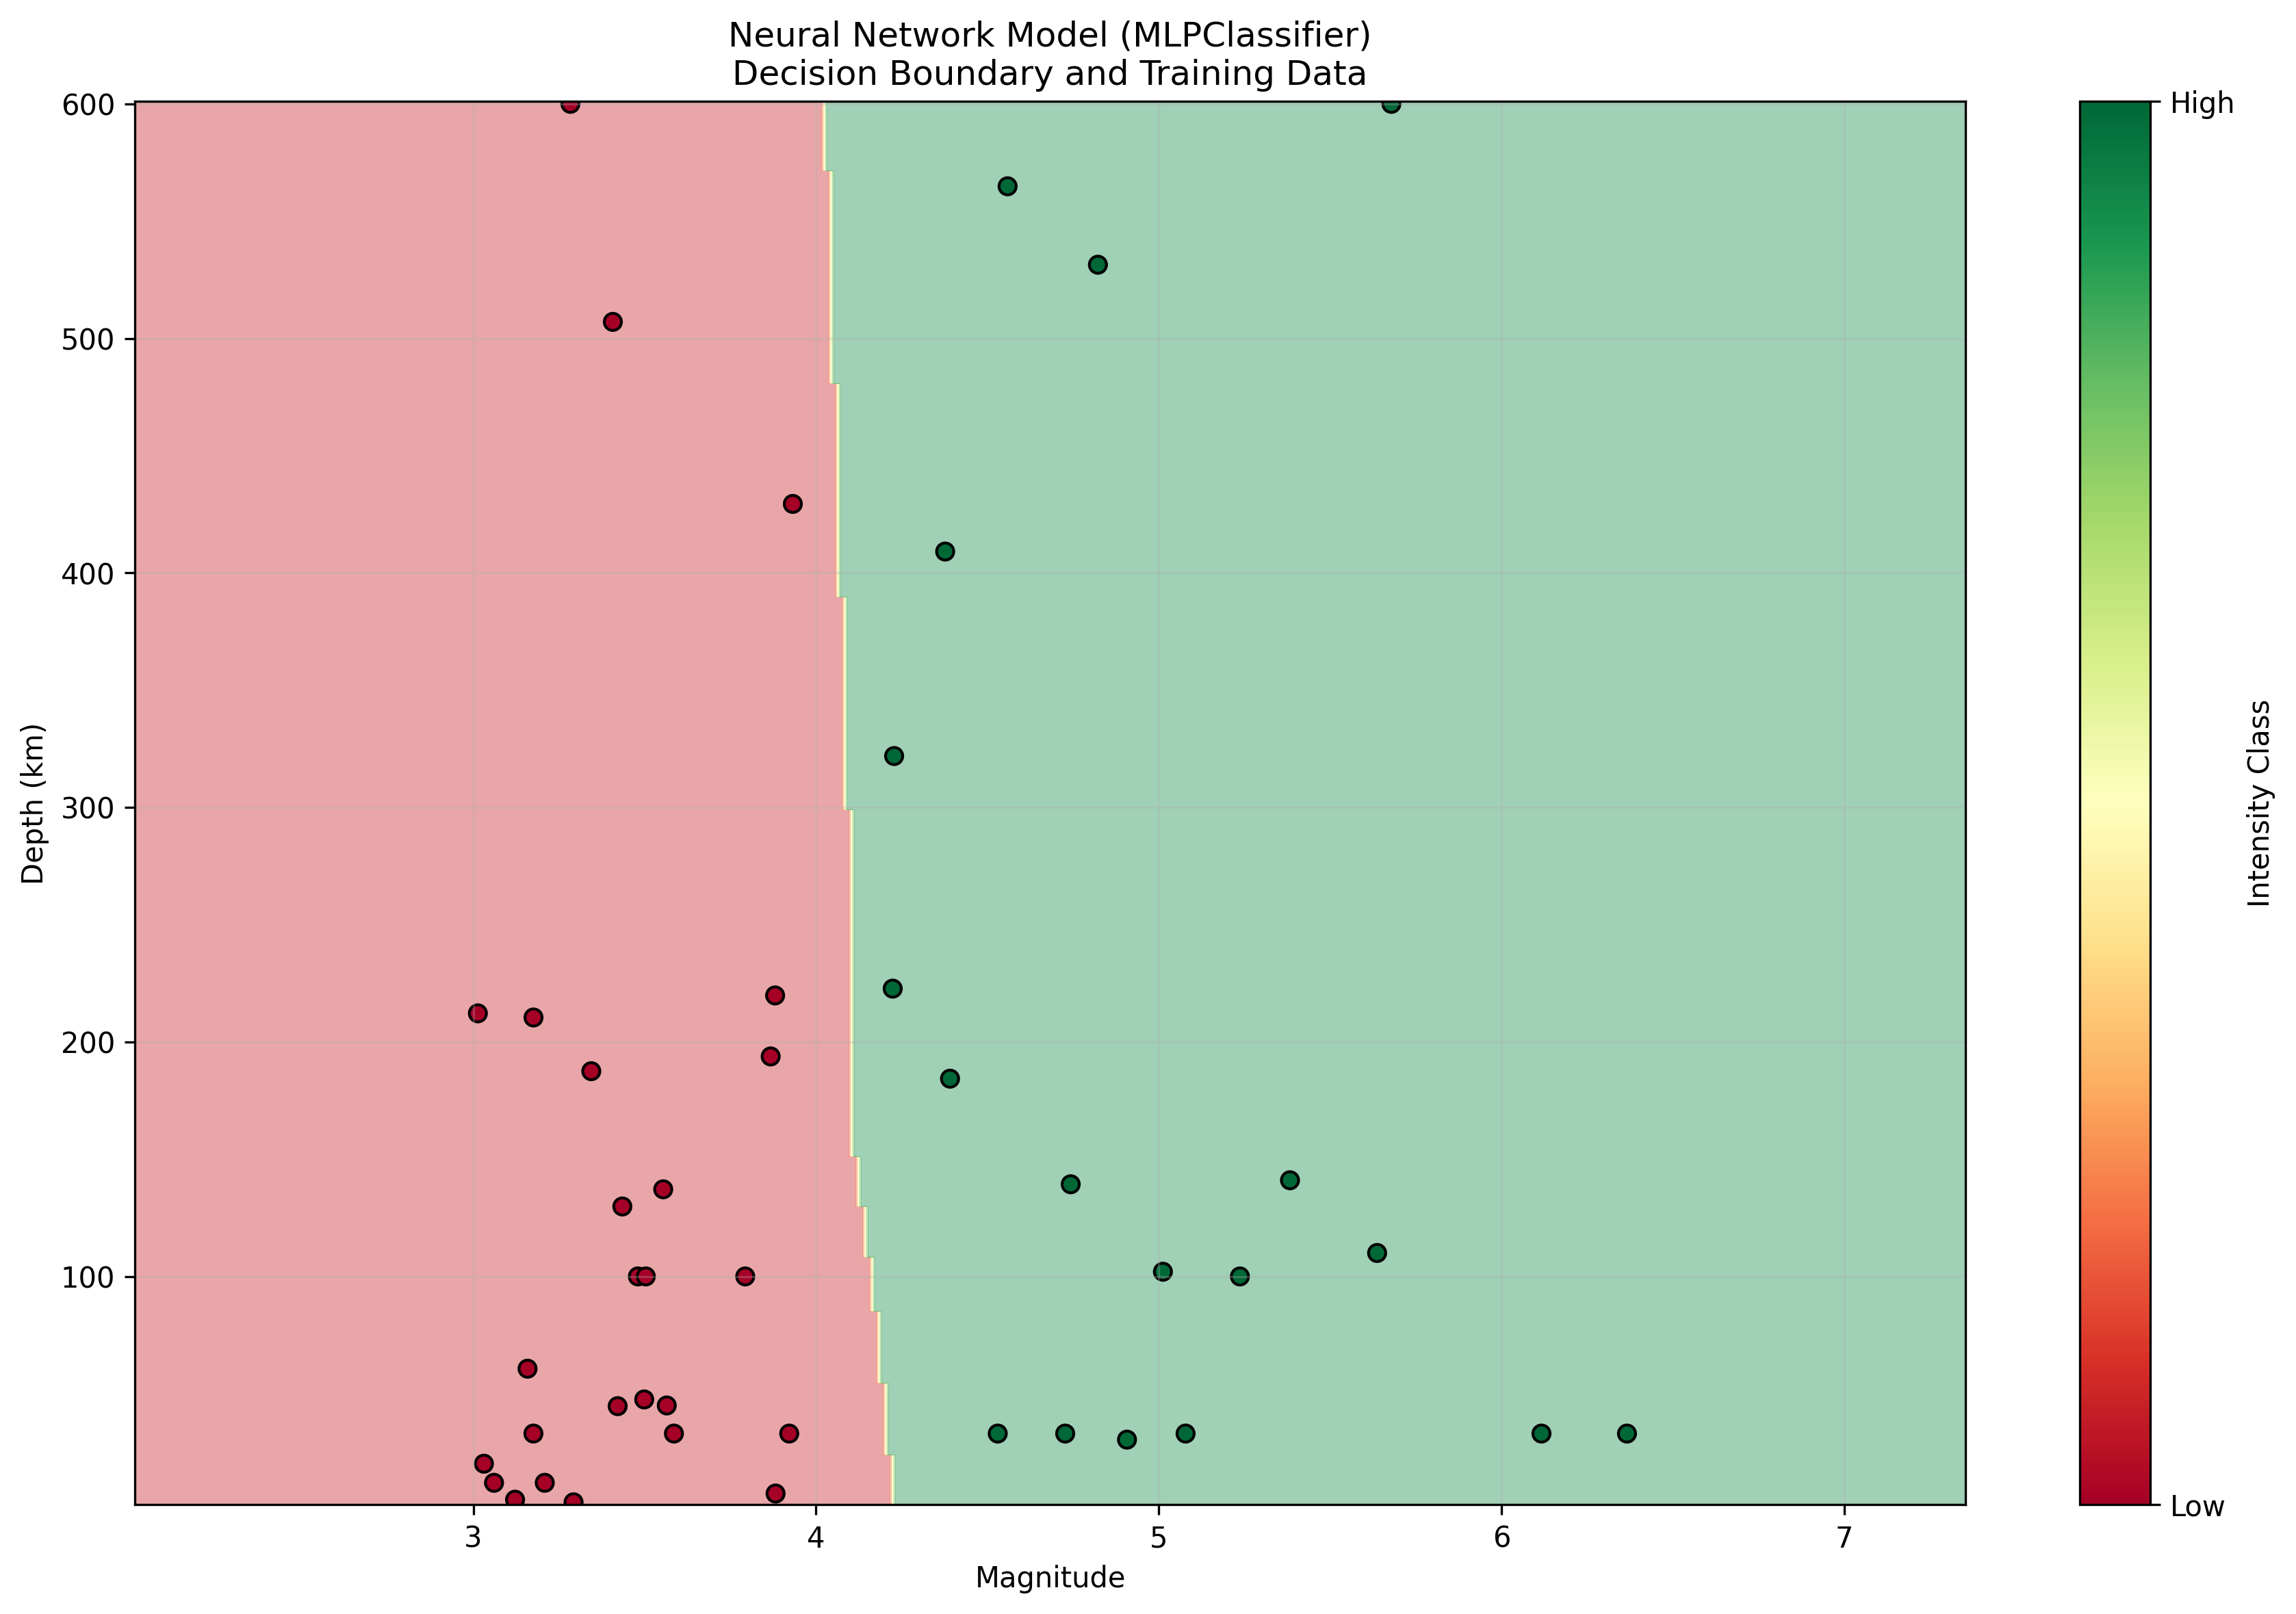 Neural Network Model (MLPClassifier)
Decision Boundary and Training Data
600
500
400
300
200
100
Depth (km)
3 4 5 6 7
Magnitude
High
Low
Intensity Class